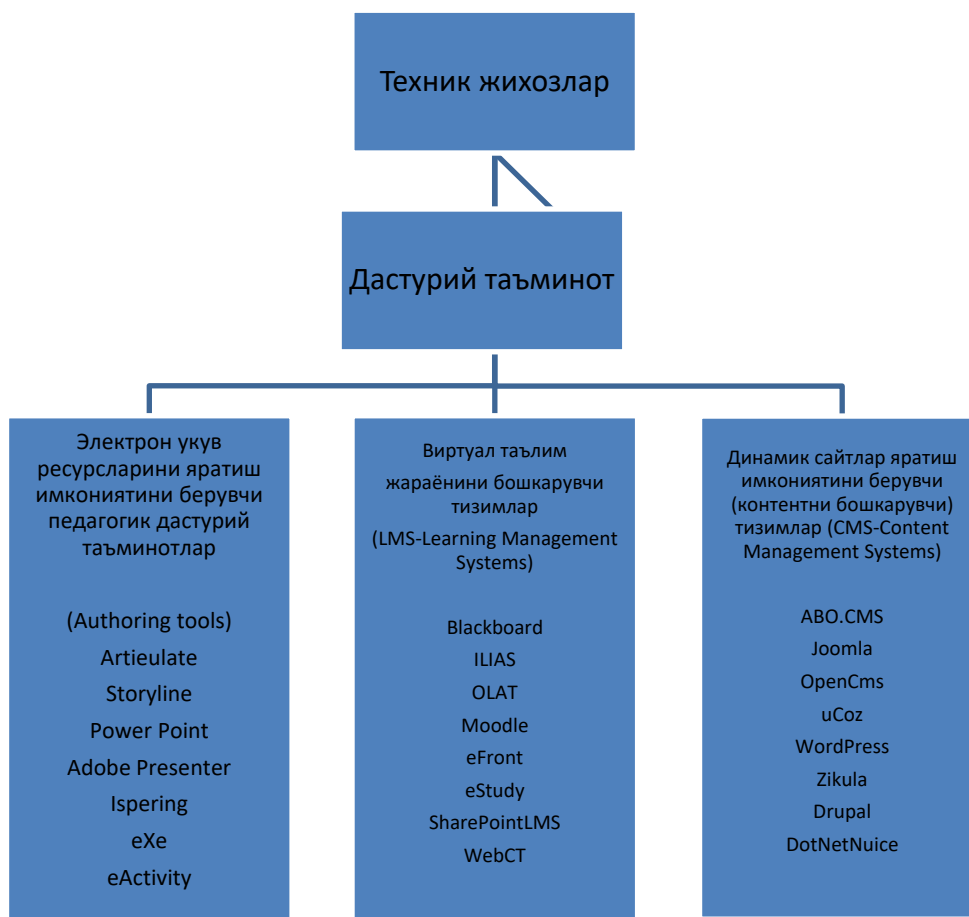 Техник жихозлар
Дастурий таъминот
Электрон укув
ресурсларини яратиш
имкониятини берувчи
педагогик дастурий
таъминотлар
(Authoring tools)
Artieulate
Storyline
Power Point
Adobe Presenter
Ispering
eXe
eActivity
Виртуал таълим
жараёнини бошкарувчи
тизимлар
(LMS-Learning Management
Systems)
Blackboard
ILIAS
OLAT
Moodle
eFront
eStudy
SharePointLMS
WebCT
Динамик сайтлар яратиш
имкониятини берувчи
(контентни бошкарувчи)
тизимлар (CMS-Content
Management Systems)
ABO.CMS
Joomla
OpenCms
uCoz
WordPress
Zikula
Drupal
DotNetNuice